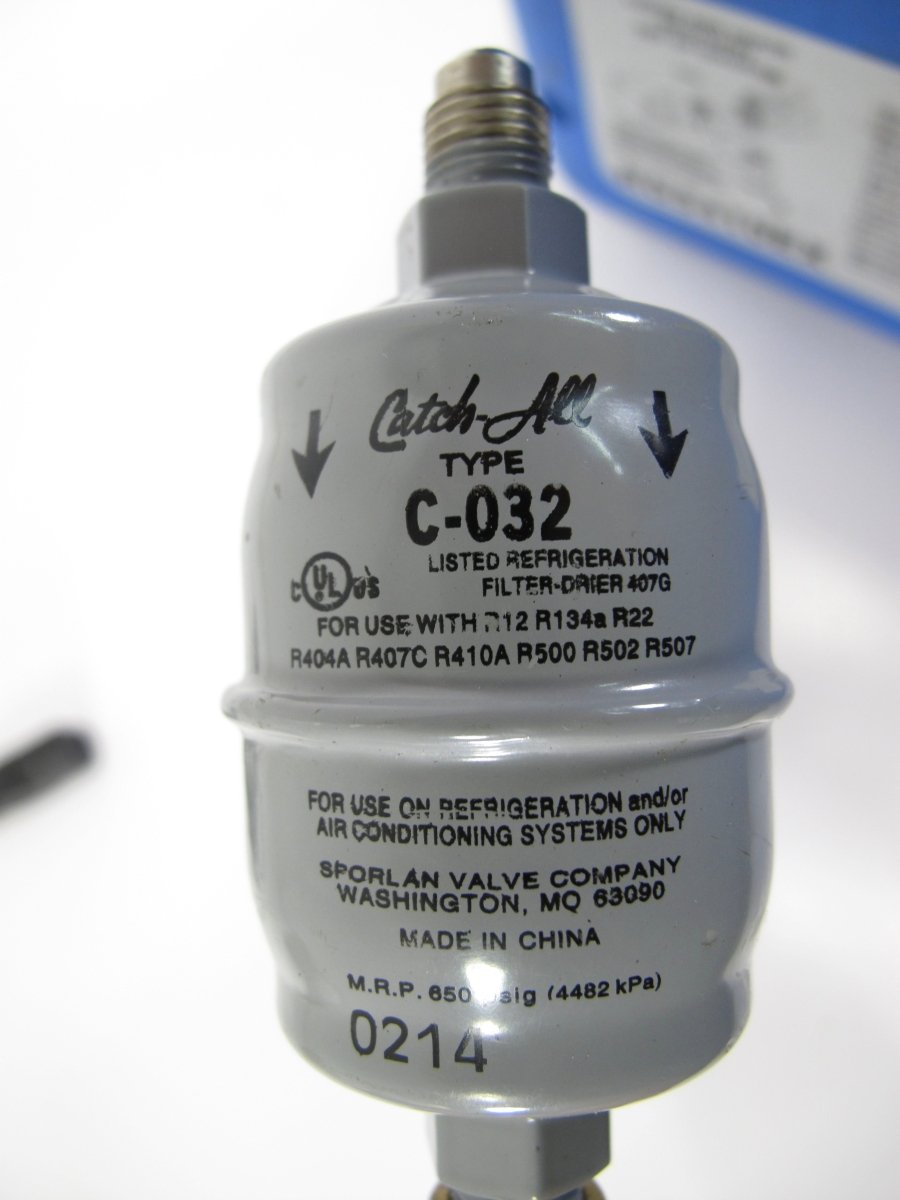 Catch-All
TYPE
C-032
LISTED REFRIGERATION
FILTER-DRIER 407G
C UL US
FOR USE WITH R12 R134a R22
R404A R407C R410A R500 R502 R507
FOR USE ON REFRIGERATION and/or
AIR CONDITIONING SYSTEMS ONLY
SPORLAN VALVE COMPANY
WASHINGTON, MO 63090
MADE IN CHINA
M.R.P. 650 psig (4482 kPa)
0214